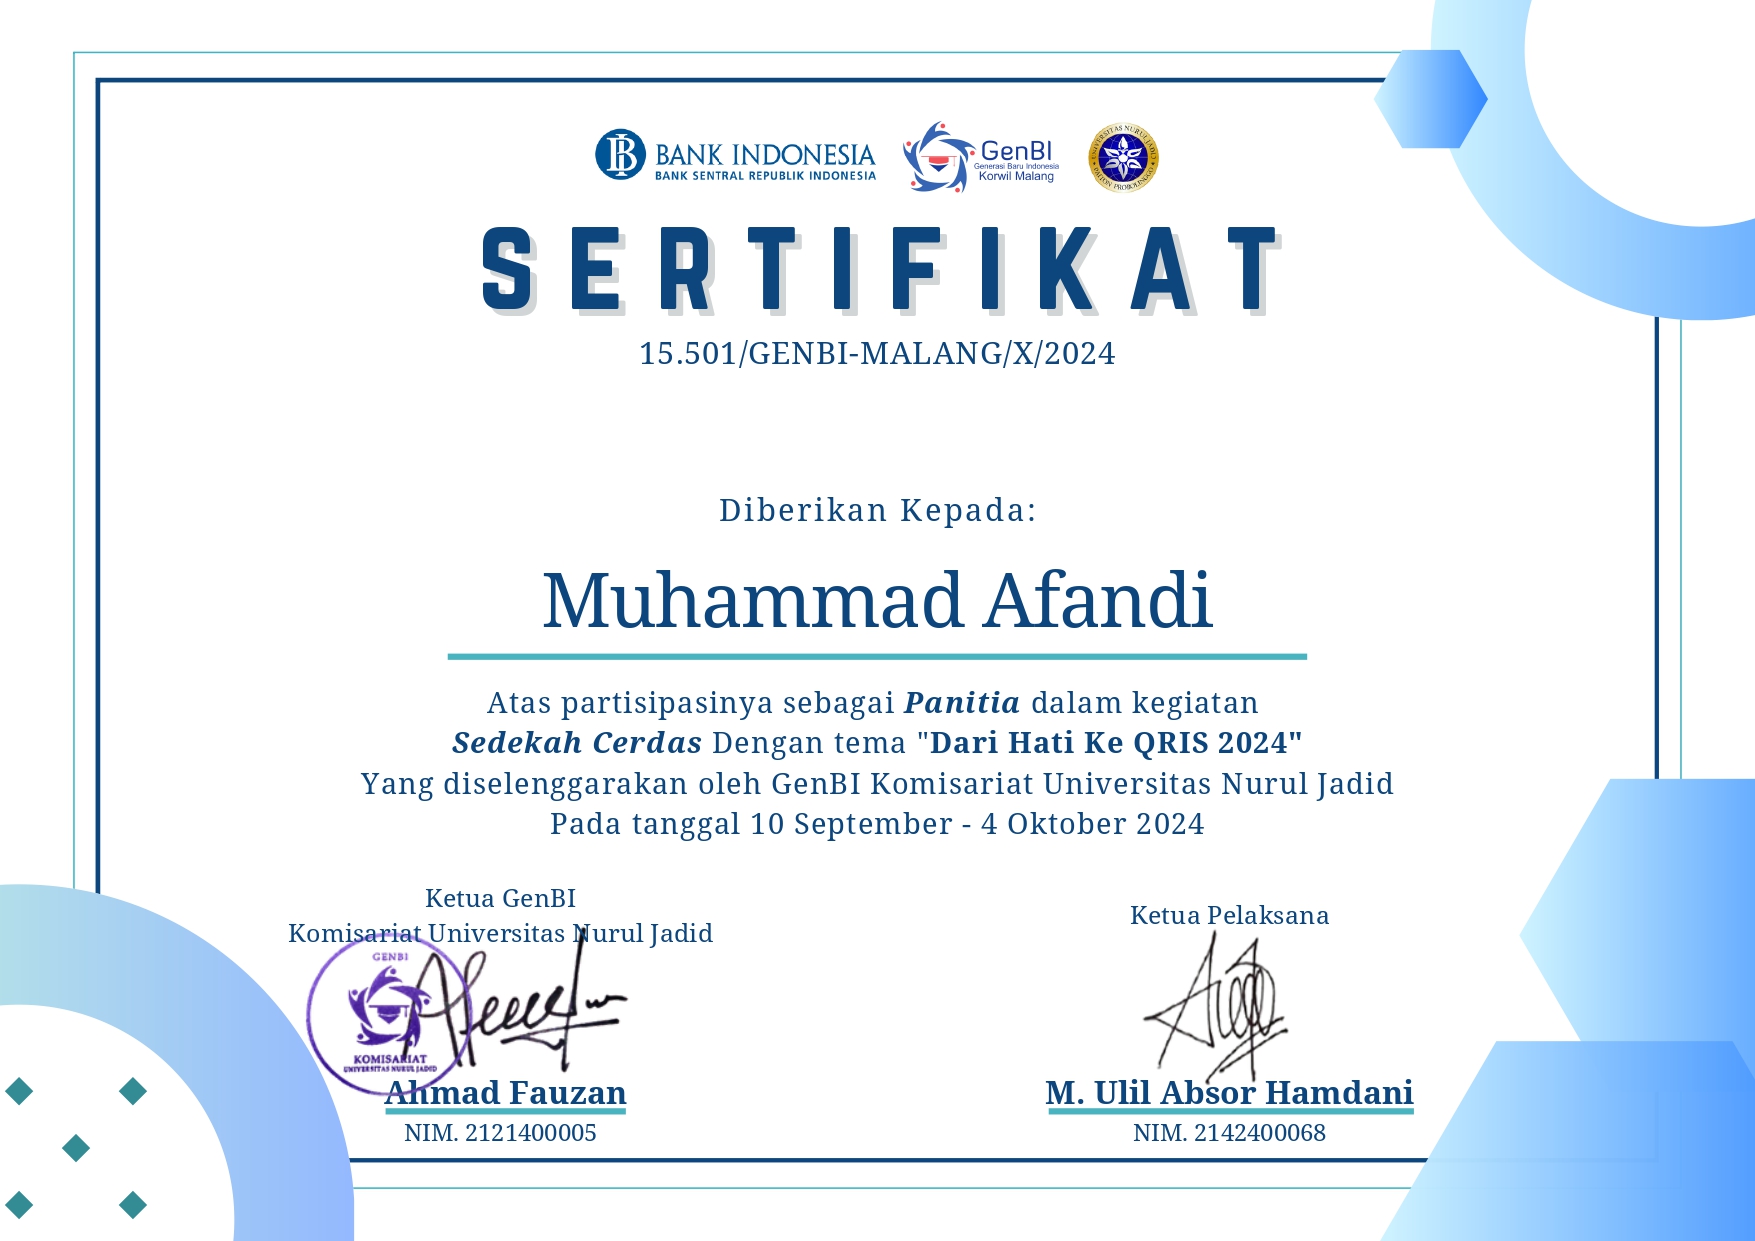 BANK INDONESIA
BANK SENTRAL REPUBLIK INDONESIA
GenBI
Generasi Baru Indonesia
Korwil Malang
UNIVERSITAS NURUL JADID
PAITON PROBOLINGGO
SERTIFIKAT
15.501/GENBI-MALANG/X/2024
Diberikan Kepada:
Muhammad Afandi
Atas partisipasinya sebagai Panitia dalam kegiatan
Sedekah Cerdas Dengan tema "Dari Hati Ke QRIS 2024"
Yang diselenggarakan oleh GenBI Komisariat Universitas Nurul Jadid
Pada tanggal 10 September - 4 Oktober 2024
Ketua GenBI
Komisariat Universitas Nurul Jadid
GENBI
KOMISARIAT
UNIVERSITAS NURUL JADID
Ahmad Fauzan
NIM. 2121400005
Ketua Pelaksana
M. Ulil Absor Hamdani
NIM. 2142400068